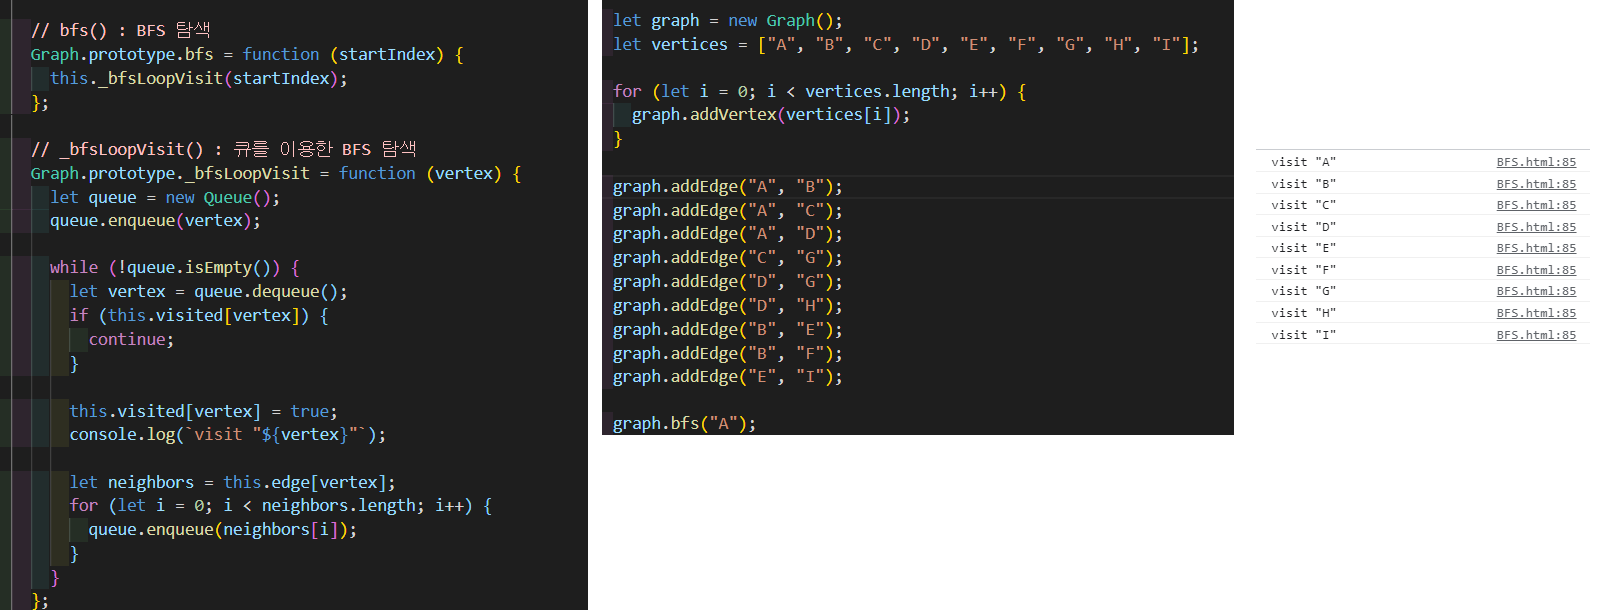 // bfs() : BFS 탐색
Graph.prototype.bfs = function (startIndex) {
  this._bfsLoopVisit(startIndex);
};

// _bfsLoopVisit() : 큐를 이용한 BFS 탐색
Graph.prototype._bfsLoopVisit = function (vertex) {
  let queue = new Queue();
  queue.enqueue(vertex);

  while (!queue.isEmpty()) {
    let vertex = queue.dequeue();
    if (this.visited[vertex]) {
      continue;
    }

    this.visited[vertex] = true;
    console.log(`visit "${vertex}"`);

    let neighbors = this.edge[vertex];
    for (let i = 0; i < neighbors.length; i++) {
      queue.enqueue(neighbors[i]);
    }
  }
};
let graph = new Graph();
let vertices = ["A", "B", "C", "D", "E", "F", "G", "H", "I"];

for (let i = 0; i < vertices.length; i++) {
  graph.addVertex(vertices[i]);
}

graph.addEdge("A", "B");
graph.addEdge("A", "C");
graph.addEdge("A", "D");
graph.addEdge("C", "G");
graph.addEdge("D", "G");
graph.addEdge("D", "H");
graph.addEdge("B", "E");
graph.addEdge("B", "F");
graph.addEdge("E", "I");

graph.bfs("A");
visit "A" BFS.html:85
visit "B" BFS.html:85
visit "C" BFS.html:85
visit "D" BFS.html:85
visit "E" BFS.html:85
visit "F" BFS.html:85
visit "G" BFS.html:85
visit "H" BFS.html:85
visit "I" BFS.html:85